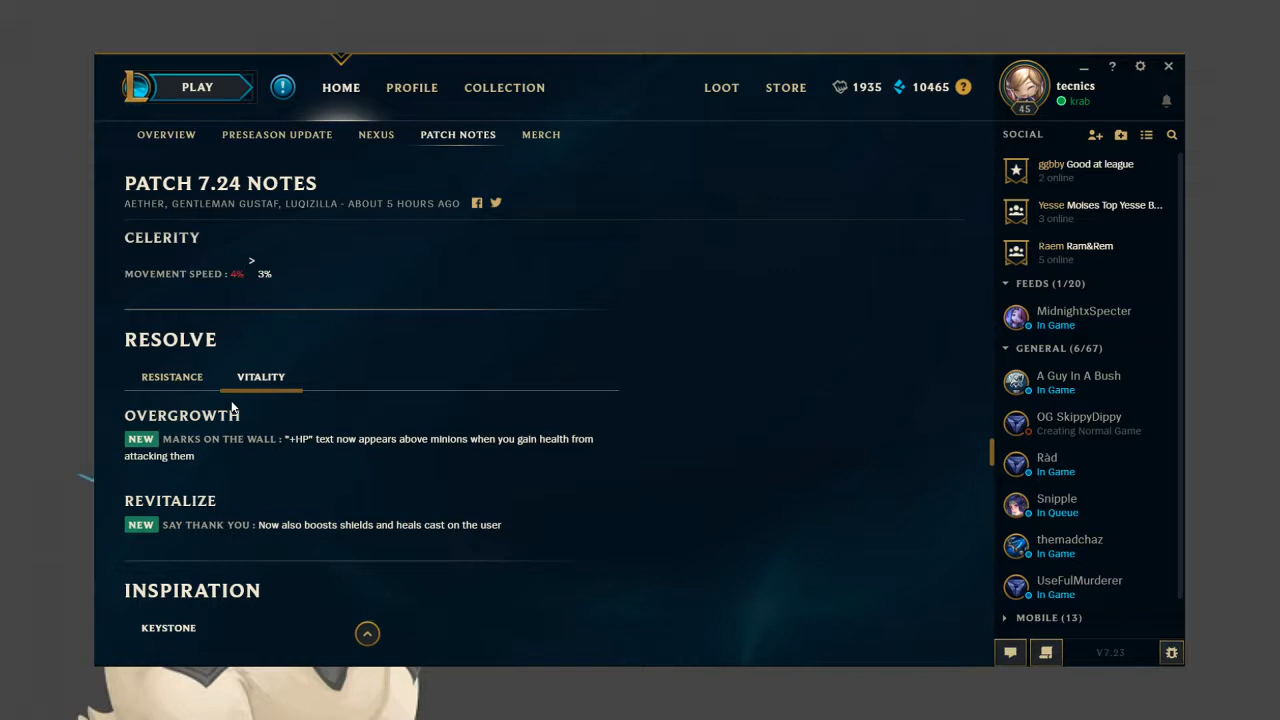 PLAY
HOME PROFILE COLLECTION
LOOT STORE 1935 10465 ?
?
tecnics
45 krab
OVERVIEW PRESEASON UPDATE NEXUS PATCH NOTES MERCH
PATCH 7.24 NOTES
AETHER, GENTLEMAN GUSTAF, LUQIZILLA - ABOUT 5 HOURS AGO
CELERITY
>
MOVEMENT SPEED : 4% 3%
RESOLVE
RESISTANCE VITALITY
OVERGROWTH
NEW MARKS ON THE WALL : "+HP" text now appears above minions when you gain health from
attacking them
REVITALIZE
NEW SAY THANK YOU : Now also boosts shields and heals cast on the user
INSPIRATION
KEYSTONE
SOCIAL
ggbby Good at league
2 online
Yesse Moises Top Yesse B...
3 online
Raem Ram&Rem
5 online
FEEDS (1/20)
MidnightxSpecter
In Game
GENERAL (6/67)
A Guy In A Bush
In Game
OG SkippyDippy
Creating Normal Game
Ràd
In Game
Snipple
In Queue
themadchaz
In Game
UseFulMurderer
In Game
MOBILE (13)
V7.23